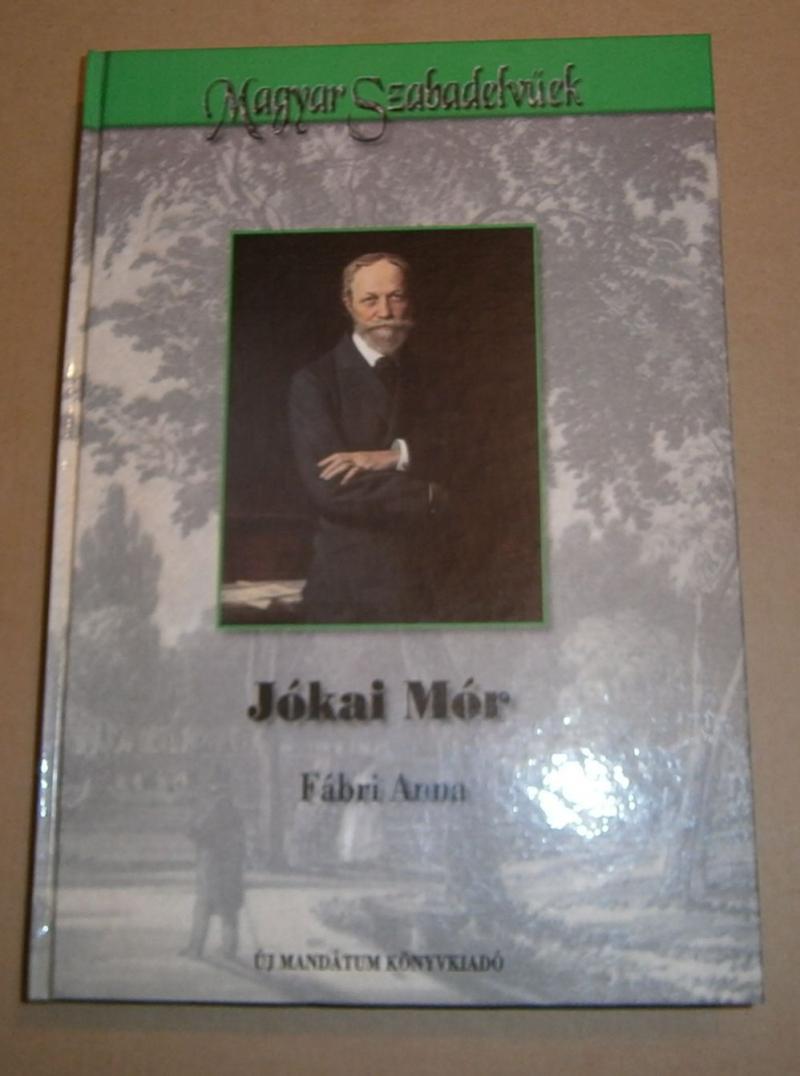 Magyar Szabadelvűek
Jókai Mór
Fábri Anna
ÚJ MANDÁTUM KÖNYVKIADÓ